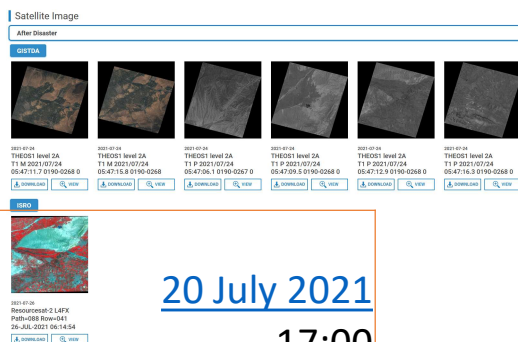 Satellite Image
After Disaster
GISTDA
2021-07-24
THEOS1 level 2A
T1 M 2021/07/24
05:47:11.7 0190-0268 0
DOWNLOAD VIEW
2021-07-24
THEOS1 level 2A
T1 M 2021/07/24
05:47:15.8 0190-0268
DOWNLOAD VIEW
2021-07-24
THEOS1 level 2A
T1 P 2021/07/24
05:47:06.1 0190-0267 0
DOWNLOAD VIEW
2021-07-24
THEOS1 level 2A
T1 P 2021/07/24
05:47:09.5 0190-0268 0
DOWNLOAD VIEW
2021-07-24
THEOS1 level 2A
T1 P 2021/07/24
05:47:12.9 0190-0268 0
DOWNLOAD VIEW
2021-07-24
THEOS1 level 2A
T1 P 2021/07/24
05:47:16.3 0190-0268 0
DOWNLOAD VIEW
ISRO
2021-07-26
Resourcesat-2 L4FX
Path=088 Row=041
26-JUL-2021 06:14:54
DOWNLOAD VIEW
20 July 2021
17:00